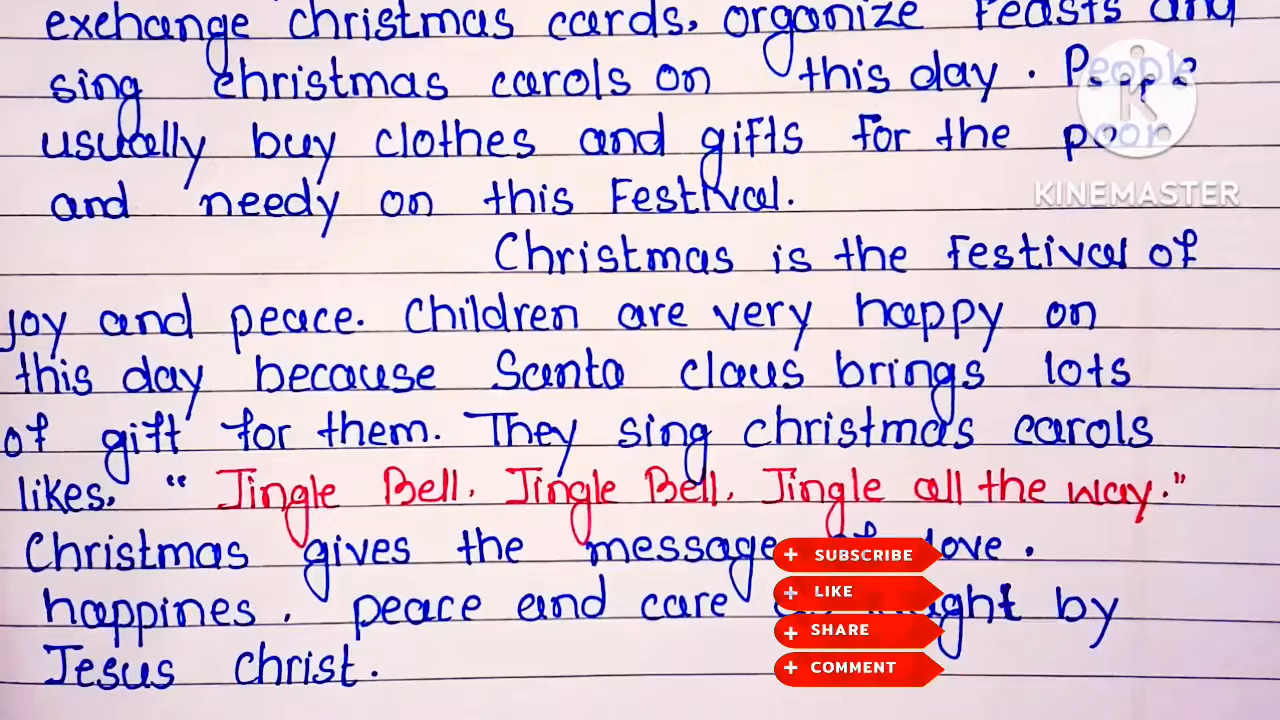 exchange christmas cards, organize Feasts and
sing christmas carols on this day. People
usually buy clothes and gifts for the poor
and needy on this Festival.
Christmas is the Festival of
Joy and peace. Children are very happy on
this day because Santa claus brings lots
of gift for them. They sing christmas carols
likes, "Jingle Bell, Jingle Bell, Jingle all the way."
Christmas gives the message of love,
happines, peace and care as taught by
Jesus christ.
K
KINEMASTER
+ SUBSCRIBE
+ LIKE
+ SHARE
+ COMMENT